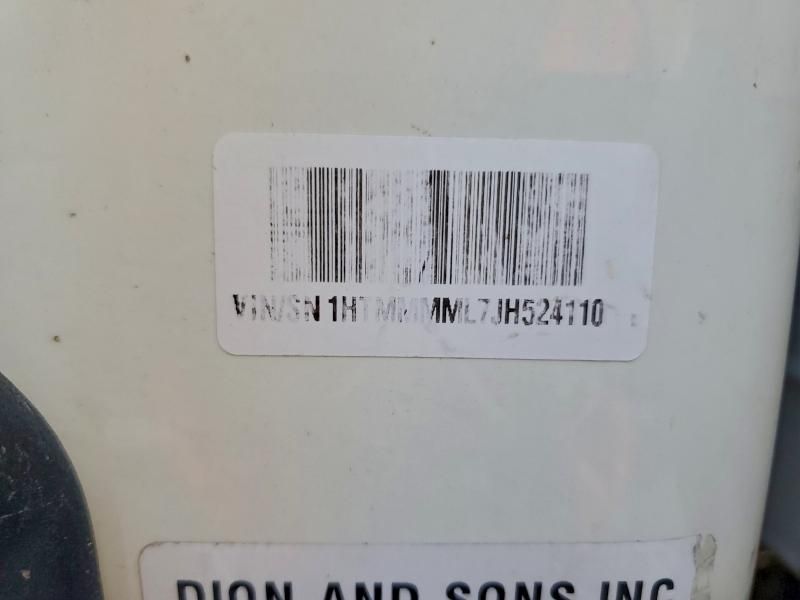 VIN/SN 1HTMMMML7JH524110
DION AND SONS INC